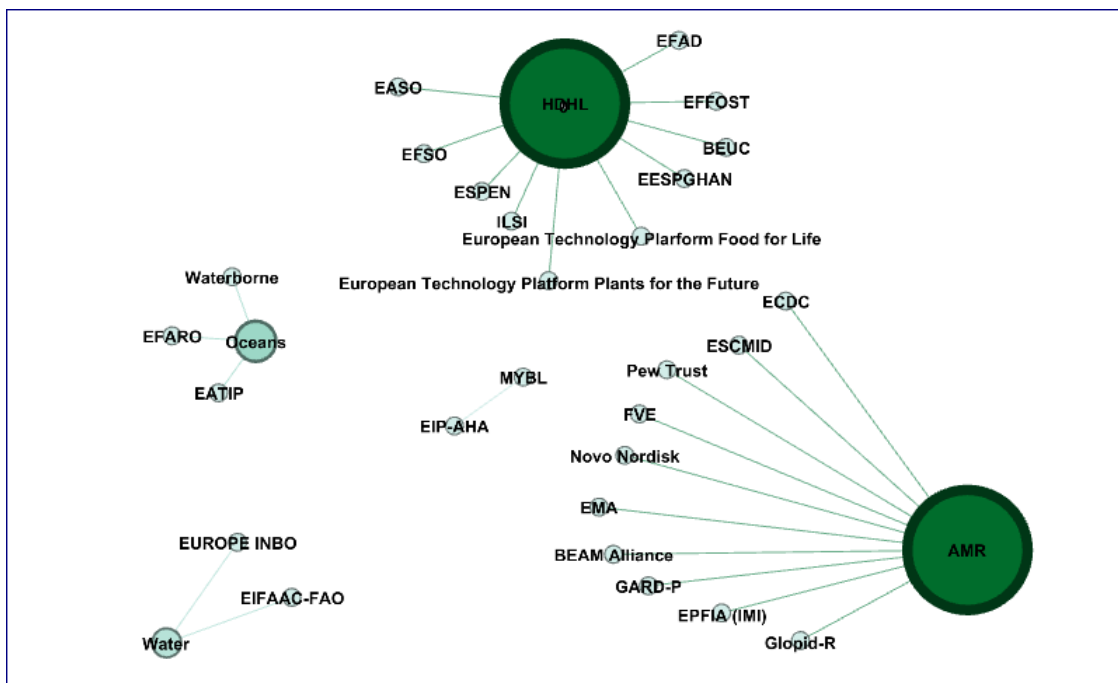 EFAD
EASO
HDHL
EFFOST
BEUC
EFSO
EESPGHAN
ESPEN
ILSI
European Technology Plarform Food for Life
Waterborne
European Technology Platform Plants for the Future
ECDC
EFARO
Oceans
ESCMID
Pew Trust
MYBL
EATIP
FVE
EIP-AHA
Novo Nordisk
EMA
EUROPE INBO
BEAM Alliance
AMR
GARD-P
EIFAAC-FAO
EPFIA (IMI)
Water
Glopid-R